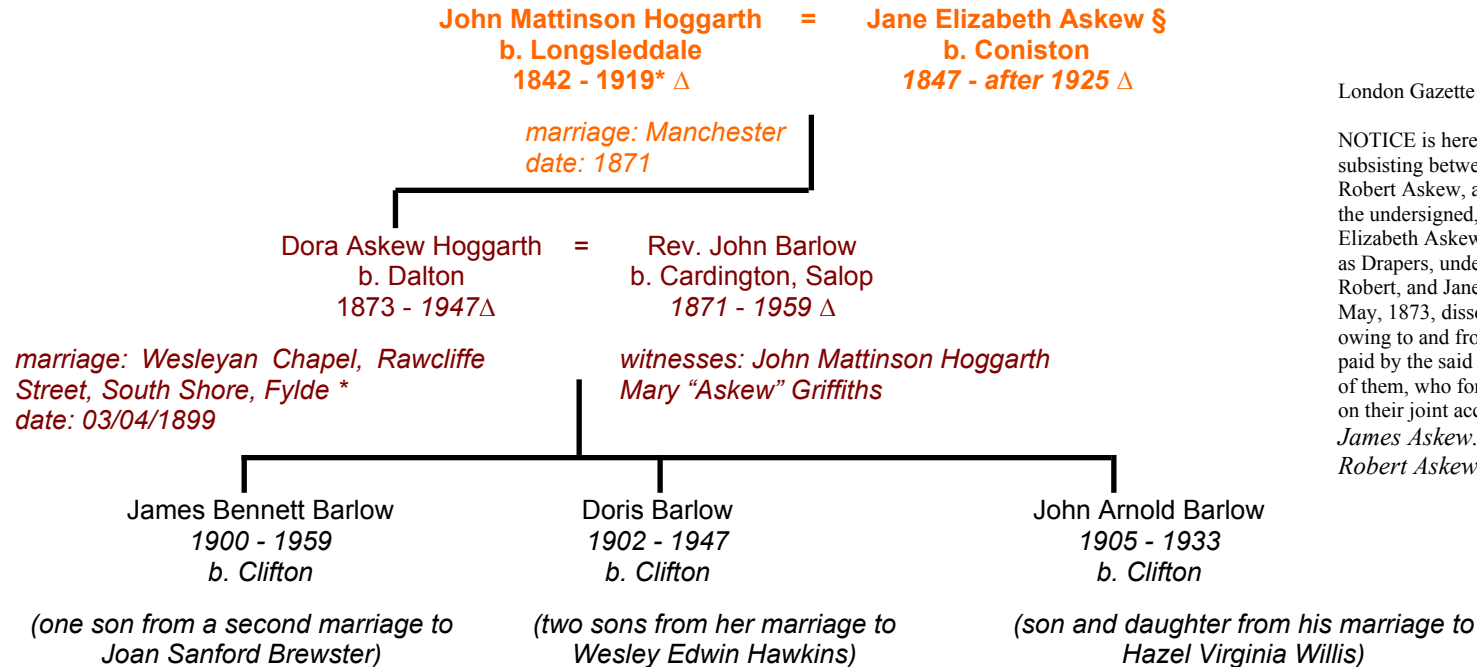 John Mattinson Hoggarth = Jane Elizabeth Askew §
b. Longsleddale b. Coniston
1842 - 1919* Δ 1847 - after 1925 Δ
marriage: Manchester
date: 1871
Dora Askew Hoggarth = Rev. John Barlow
b. Dalton b. Cardington, Salop
1873 - 1947Δ 1871 - 1959 Δ
marriage: Wesleyan Chapel, Rawcliffe
Street, South Shore, Fylde *
date: 03/04/1899
witnesses: John Mattinson Hoggarth
Mary “Askew” Griffiths
James Bennett Barlow
1900 - 1959
b. Clifton
(one son from a second marriage to
Joan Sanford Brewster)
Doris Barlow
1902 - 1947
b. Clifton
(two sons from her marriage to
Wesley Edwin Hawkins)
John Arnold Barlow
1905 - 1933
b. Clifton
(son and daughter from his marriage to
Hazel Virginia Willis)
London Gazette
NOTICE is here
subsisting betwe
Robert Askew, a
the undersigned,
Elizabeth Askew
as Drapers, unde
Robert, and Jane
May, 1873, disso
owing to and fro
paid by the said
of them, who for
on their joint acc
James Askew.
Robert Askew